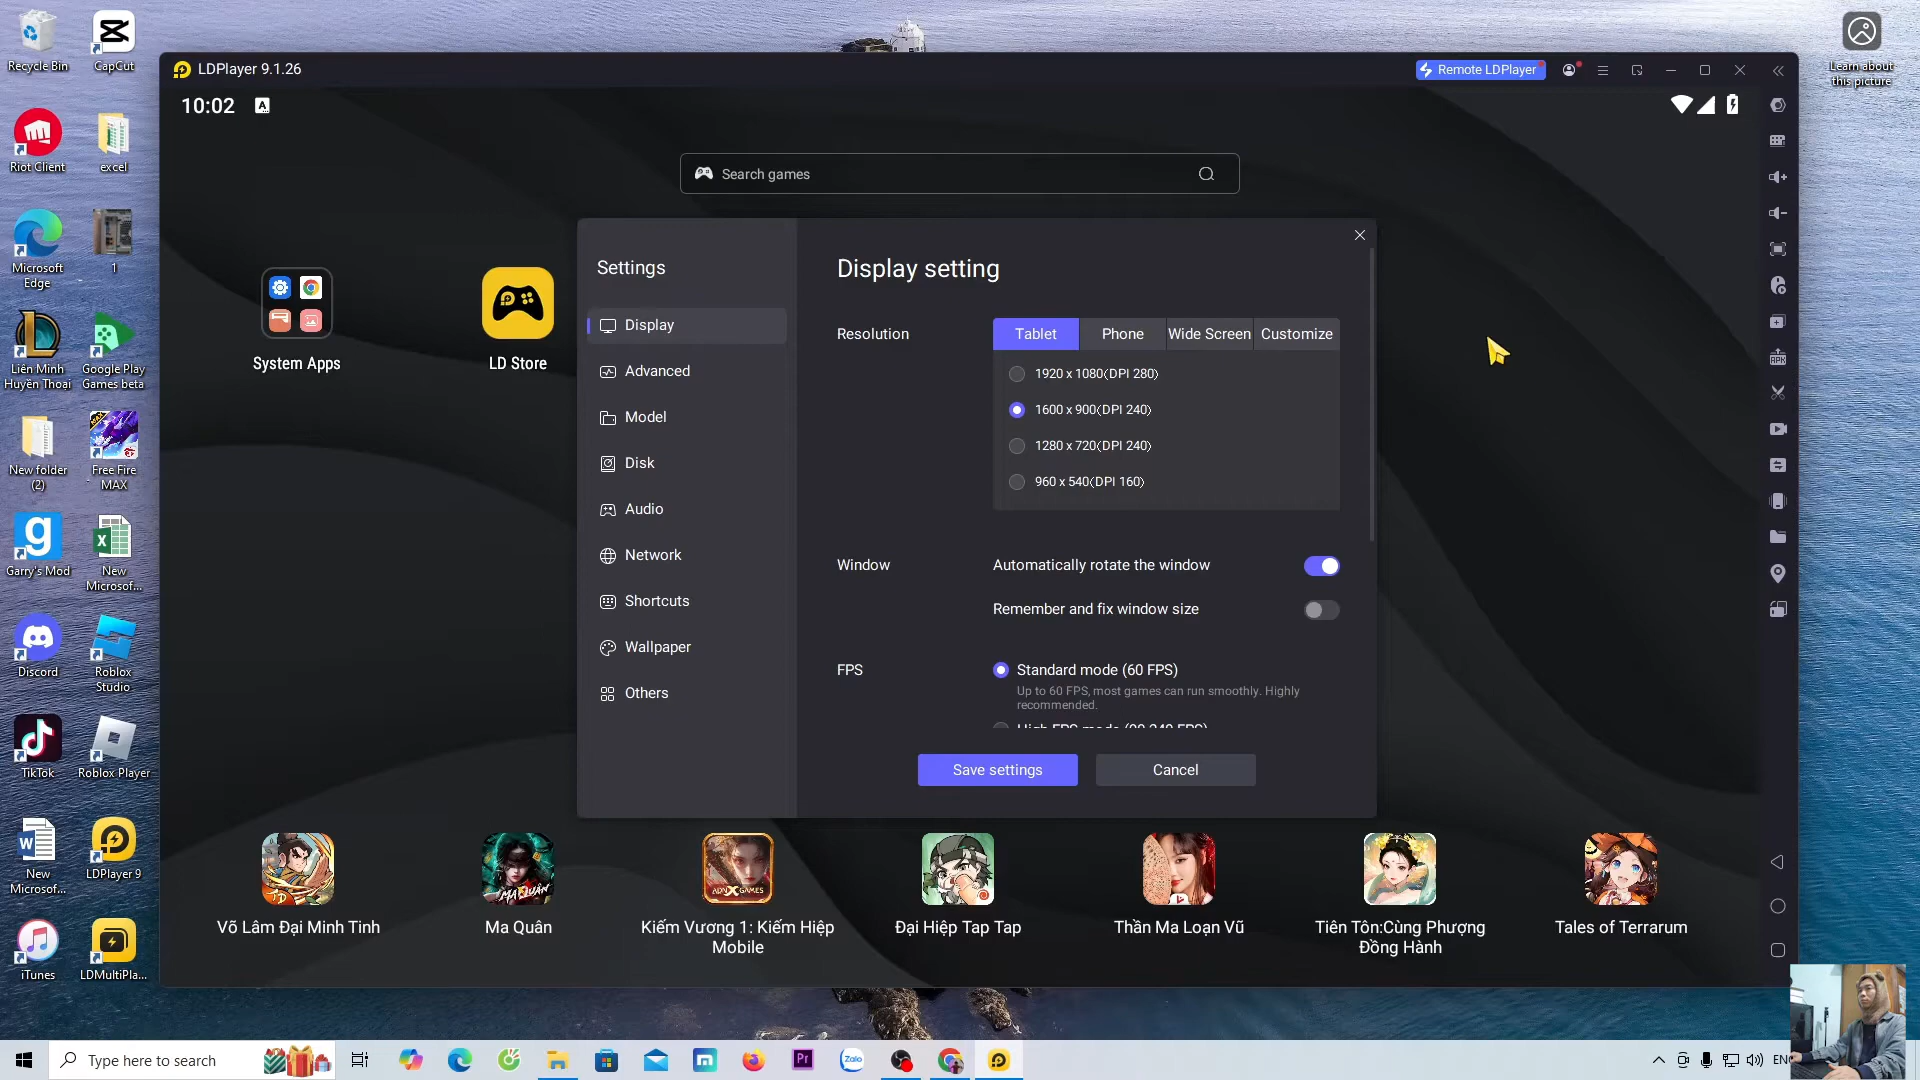 Recycle Bin
CapCut
Riot Client
excel
Microsoft
Edge
1
Liên Minh
Huyền Thoại
Google Play
Games beta
New folder
(2)
Free Fire
MAX
Garry's Mod
New
Microsof...
Discord
Roblox
Studio
TikTok
Roblox Player
New
Microsof...
LDPlayer 9
iTunes
LDMultiPla...
Learn about
this picture
LDPlayer 9.1.26
Remote LDPlayer
10:02
A
Search games
System Apps
LD Store
Settings
Display
Advanced
Model
Disk
Audio
Network
Shortcuts
Wallpaper
Others
Display setting
Resolution
Tablet
Phone
Wide Screen
Customize
1920 x 1080(DPI 280)
1600 x 900(DPI 240)
1280 x 720(DPI 240)
960 x 540(DPI 160)
Window
Automatically rotate the window
Remember and fix window size
FPS
Standard mode (60 FPS)
Up to 60 FPS, most games can run smoothly. Highly
recommended.
Save settings
Cancel
Võ Lâm Đại Minh Tinh
Ma Quân
Kiếm Vương 1: Kiếm Hiệp
Mobile
Đại Hiệp Tap Tap
Thần Ma Loạn Vũ
Tiên Tôn:Cùng Phượng
Đồng Hành
Tales of Terrarum
Type here to search
Pr
Zalo